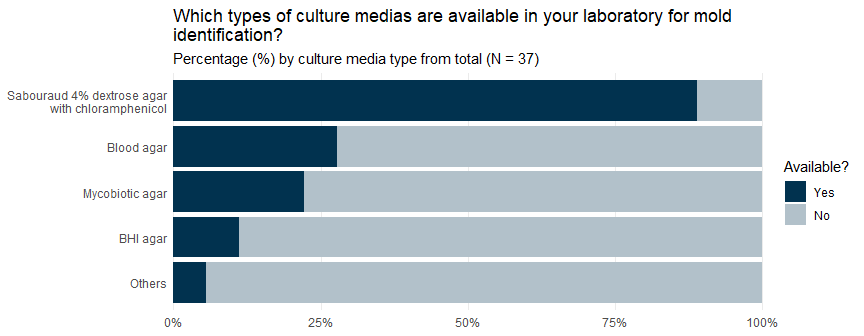 Which types of culture medias are available in your laboratory for mold
identification?
Percentage (%) by culture media type from total (N = 37)
Sabouraud 4% dextrose agar
with chloramphenicol
Blood agar
Mycobiotic agar
BHI agar
Others
0%
25%
50%
75%
100%
Available?
Yes
No